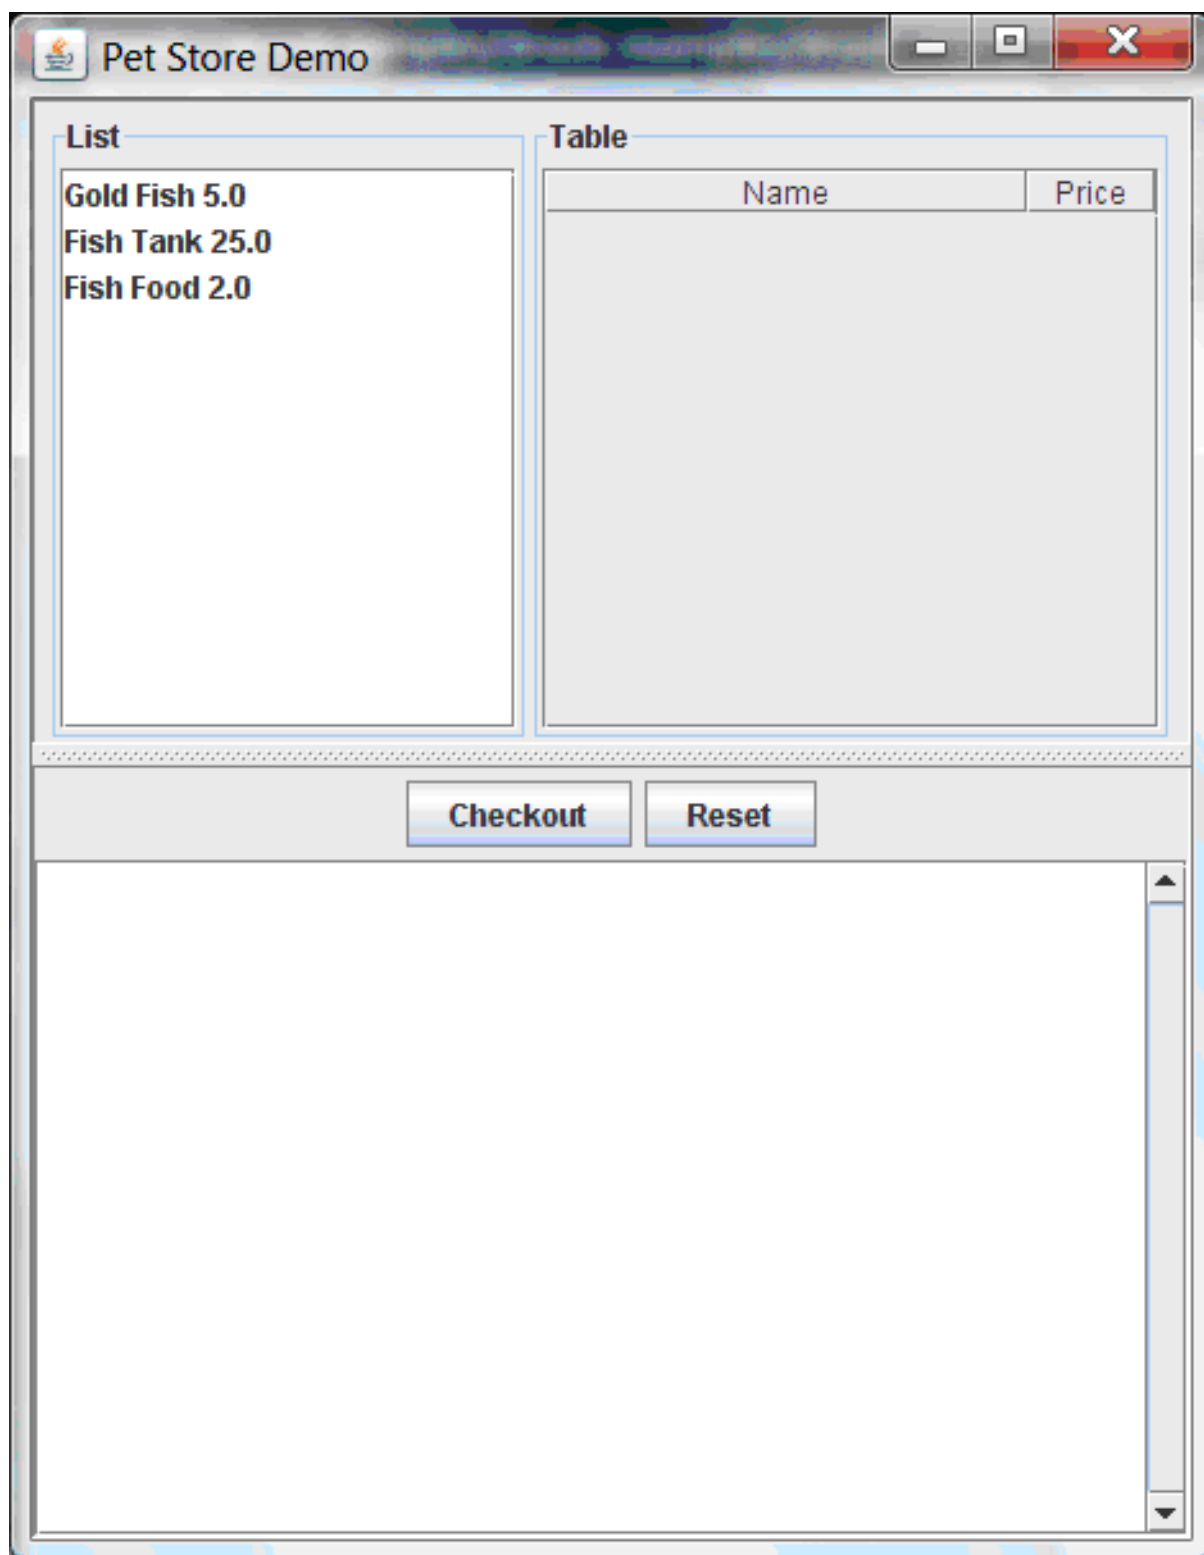 Pet Store Demo
List
Gold Fish 5.0
Fish Tank 25.0
Fish Food 2.0
Table
Name Price
Checkout Reset